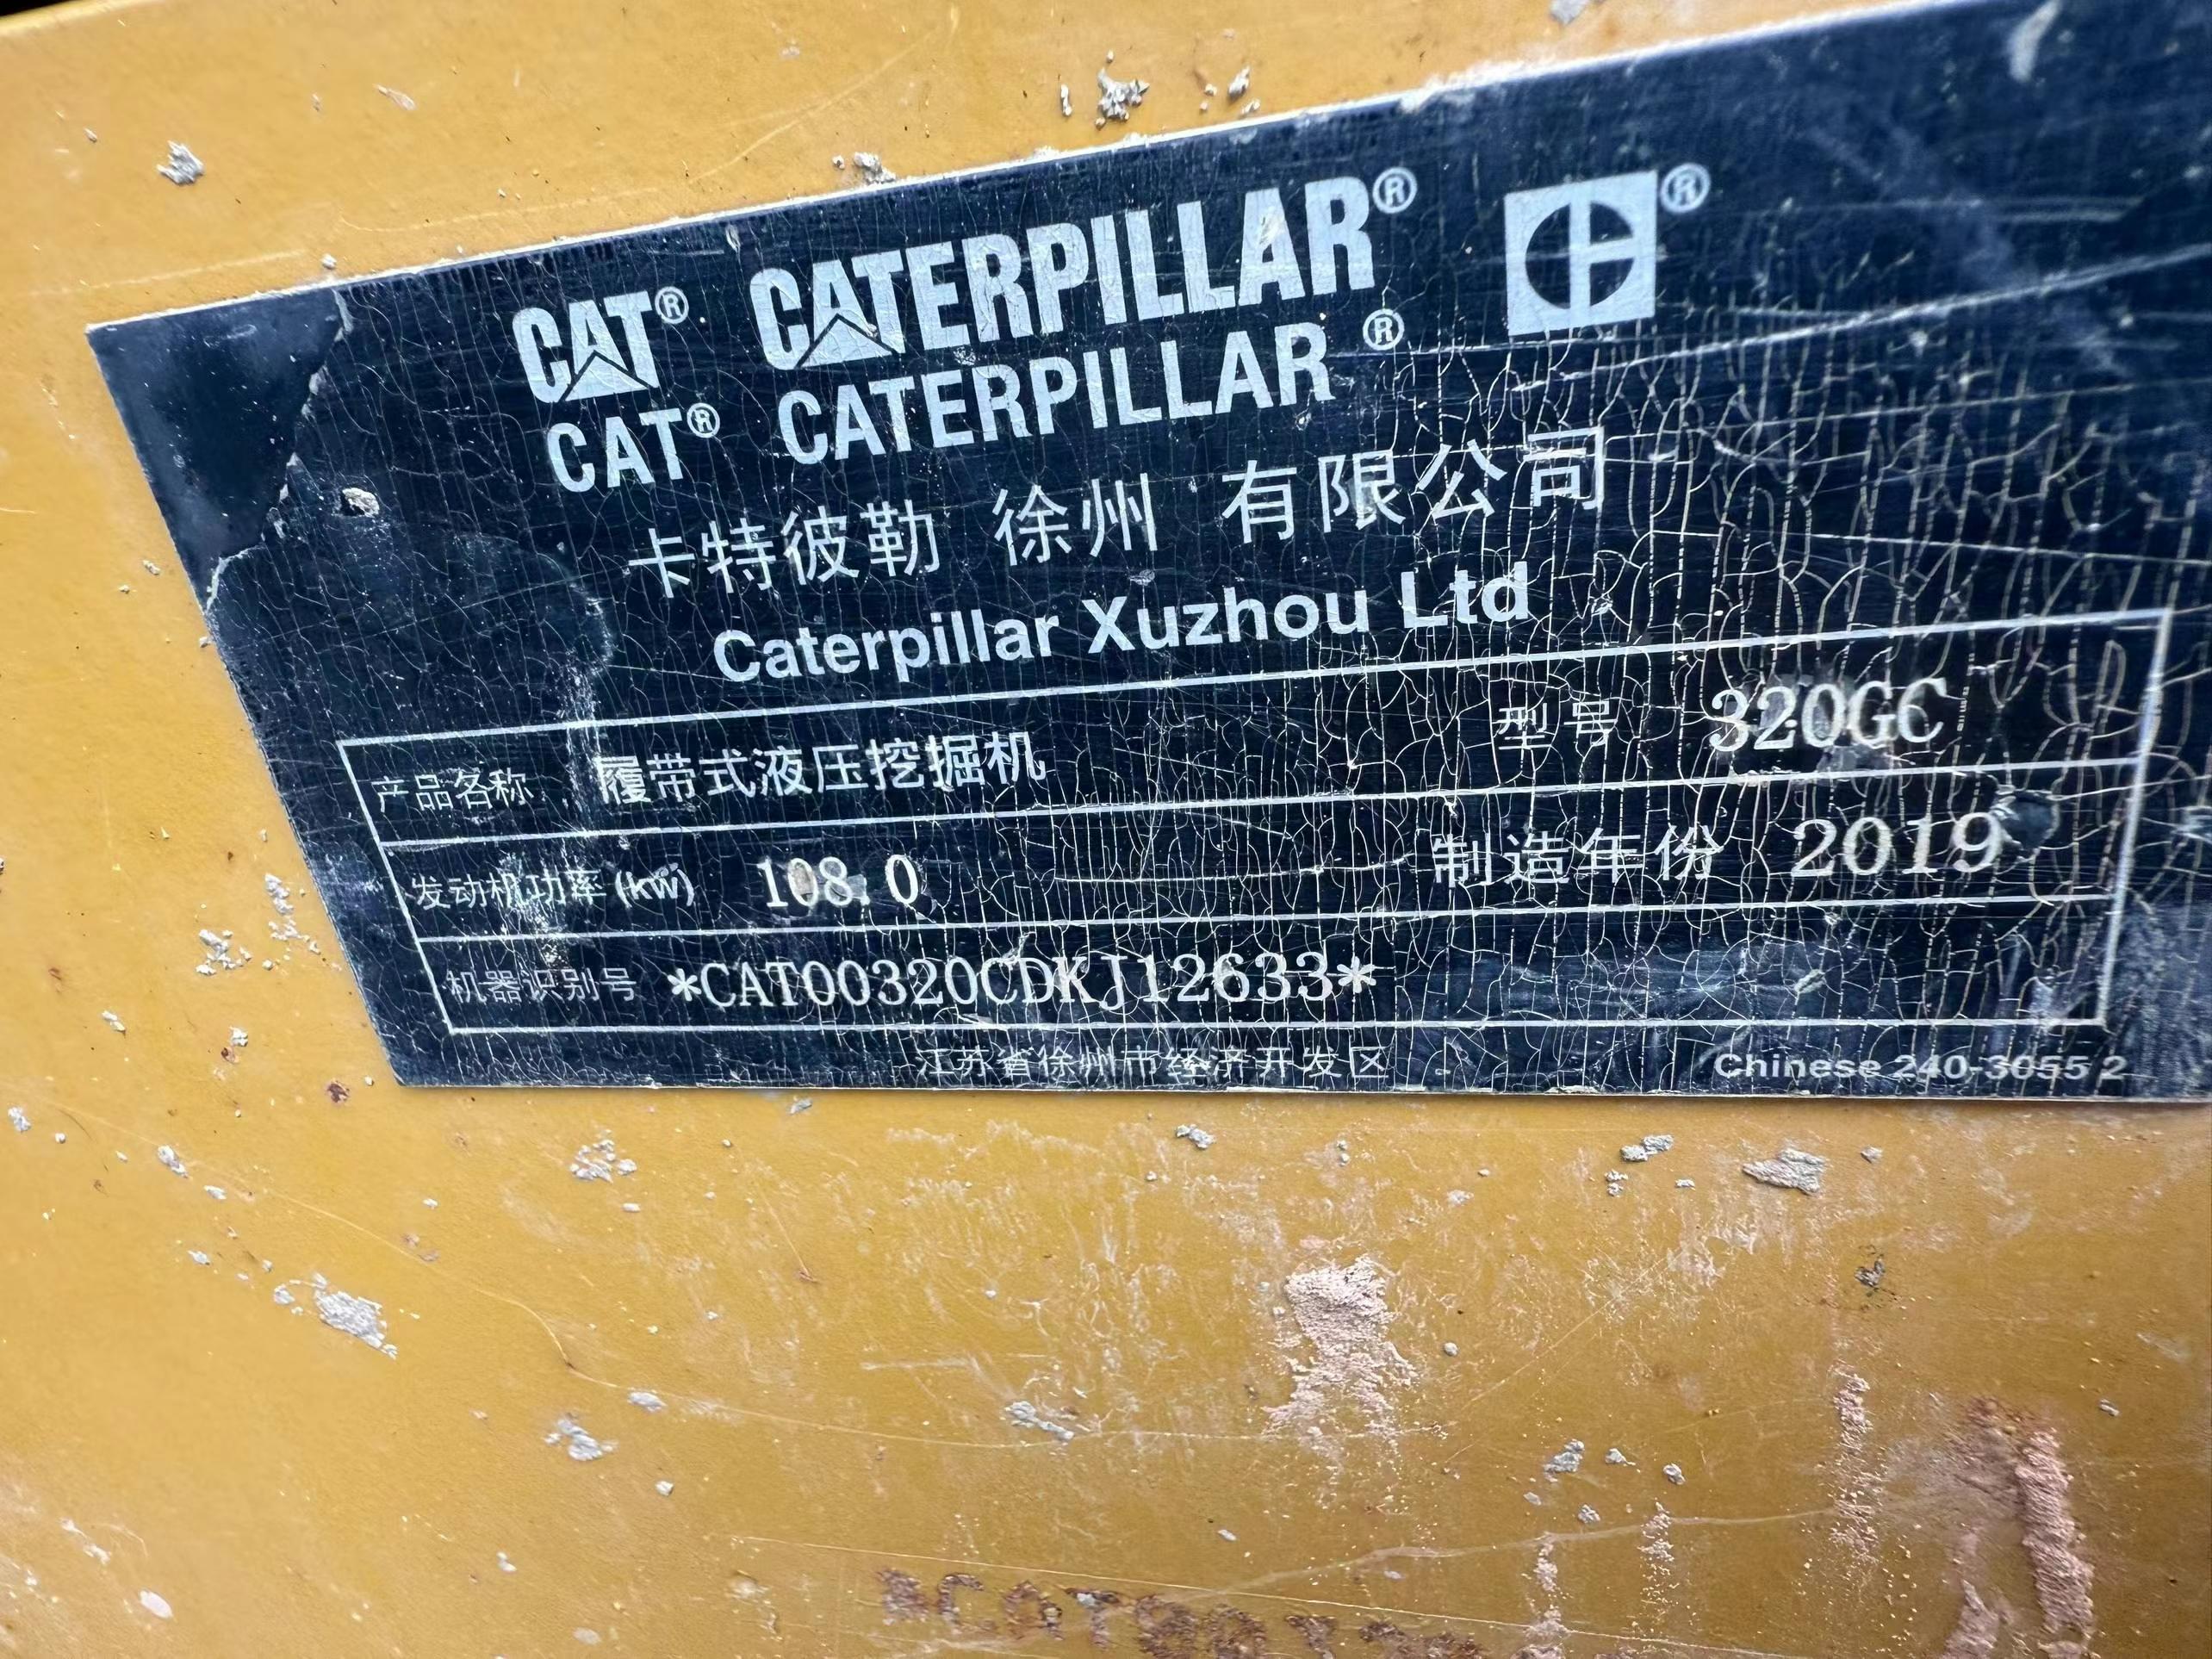 CAT® CATERPILLAR® ®
CAT® CATERPILLAR®
卡特彼勒 徐州 有限公司
Caterpillar Xuzhou Ltd
产品名称 履带式液压挖掘机 型号 320GC
发动机功率(kW) 108.0 制造年份 2019
机器识别号 *CAT00320CDKJ12633*
江苏省徐州市经济开发区 Chinese 240-3055 2